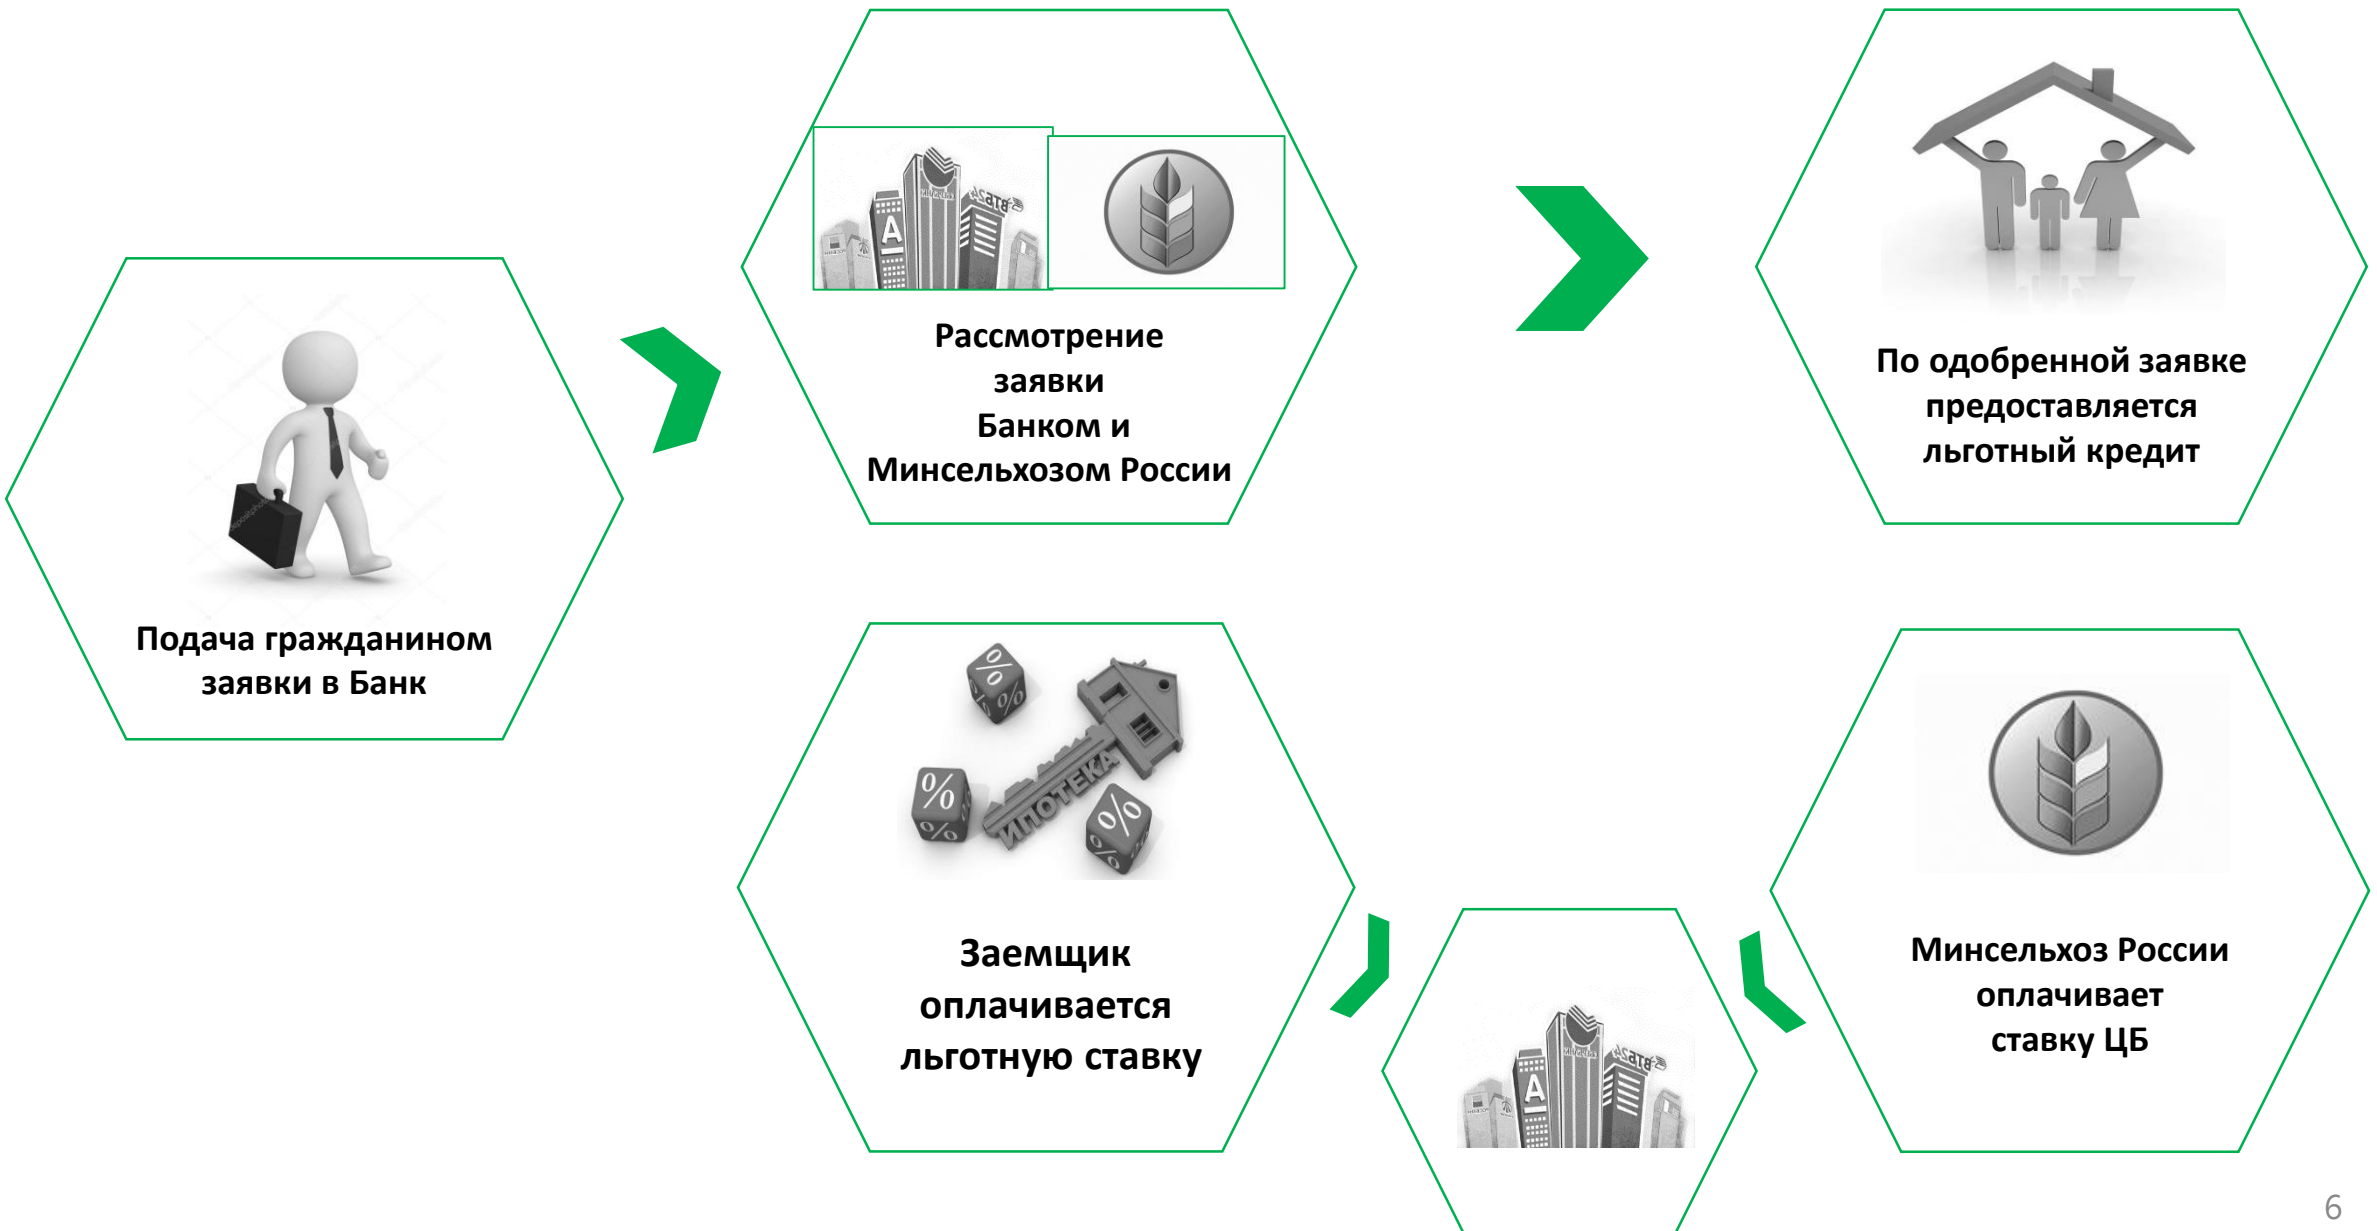 Подача гражданином
заявки в Банк
Рассмотрение
заявки
Банком и
Минсельхозом России
По одобренной заявке
предоставляется
льготный кредит
ИПОТЕКА
Заемщик
оплачивается
льготную ставку
Минсельхоз России
оплачивает
ставку ЦБ
6